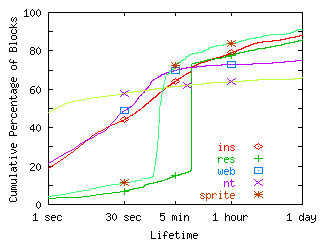 Cumulative Percentage of Blocks
100
80
60
40
20
0
ins
res
web
nt
sprite
1 sec 30 sec 5 min 1 hour 1 day
Lifetime